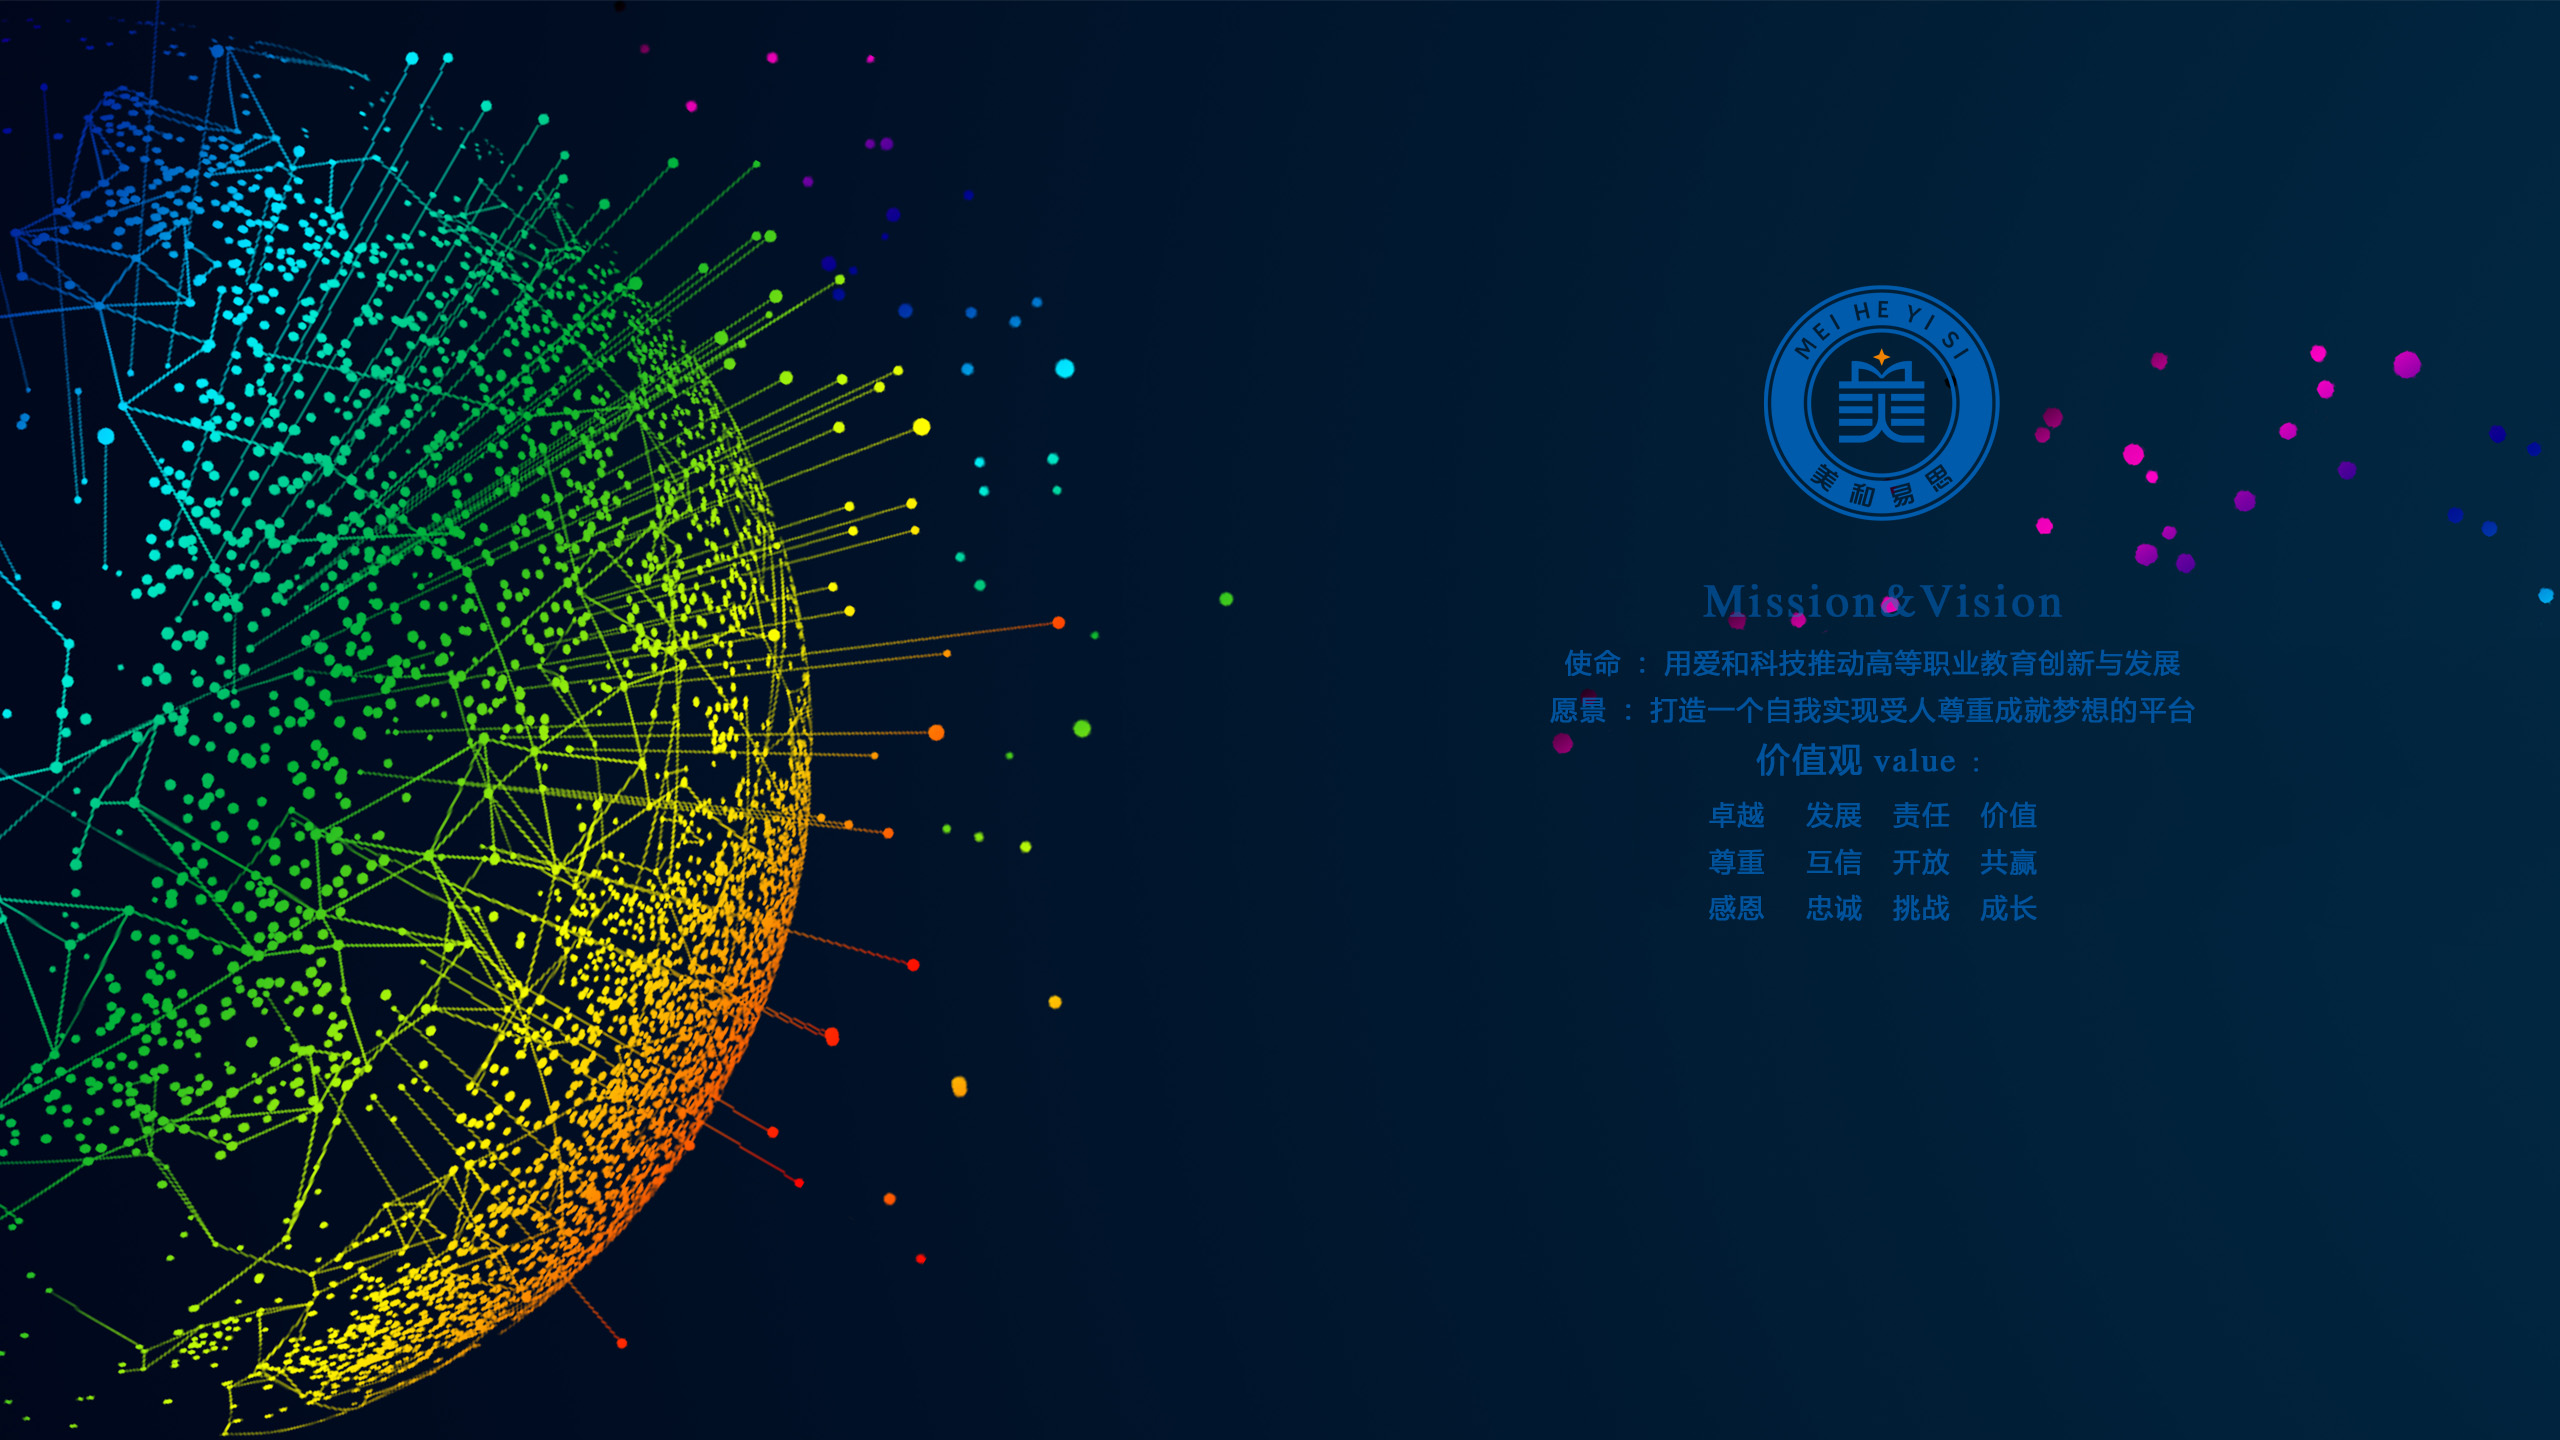 MEI HE YI SI
美和易思
Mission&Vision
使命 : 用爱和科技推动高等职业教育创新与发展
愿景 : 打造一个自我实现受人尊重成就梦想的平台
价值观 value :
卓越 发展 责任 价值
尊重 互信 开放 共赢
感恩 忠诚 挑战 成长